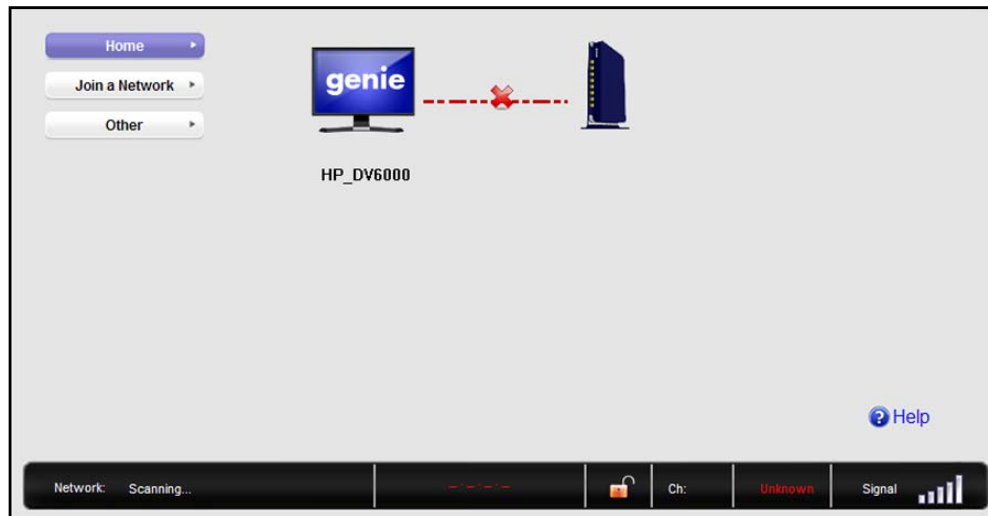 Home
Join a Network
Other
genie
HP_DV6000
Help
Network: Scanning... -·-·-·- Ch: Unknown Signal